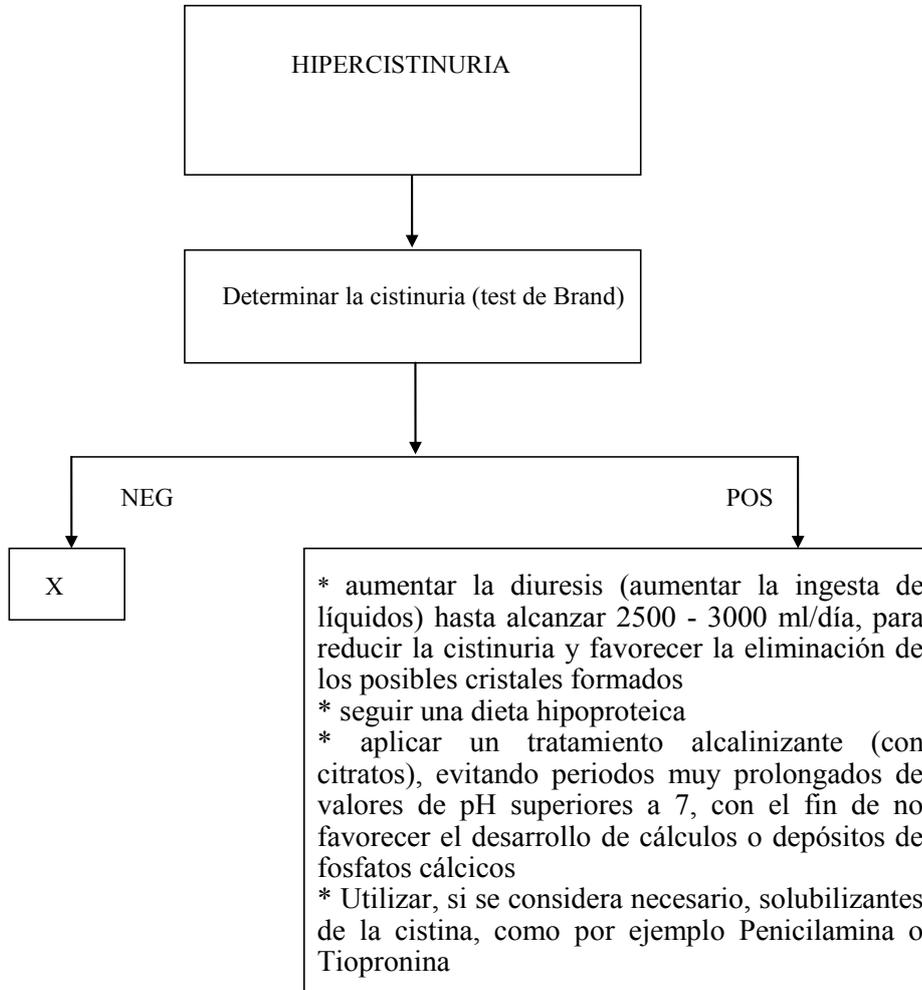 HIPERCISTINURIA
Determinar la cistinuria (test de Brand)
NEG
POS
X
* aumentar la diuresis (aumentar la ingesta de
líquidos) hasta alcanzar 2500 - 3000 ml/día, para
reducir la cistinuria y favorecer la eliminación de
los posibles cristales formados
* seguir una dieta hipoproteica
* aplicar un tratamiento alcalinizante (con
citratos), evitando periodos muy prolongados de
valores de pH superiores a 7, con el fin de no
favorecer el desarrollo de cálculos o depósitos de
fosfatos cálcicos
* Utilizar, si se considera necesario, solubilizantes
de la cistina, como por ejemplo Penicilamina o
Tiopronina